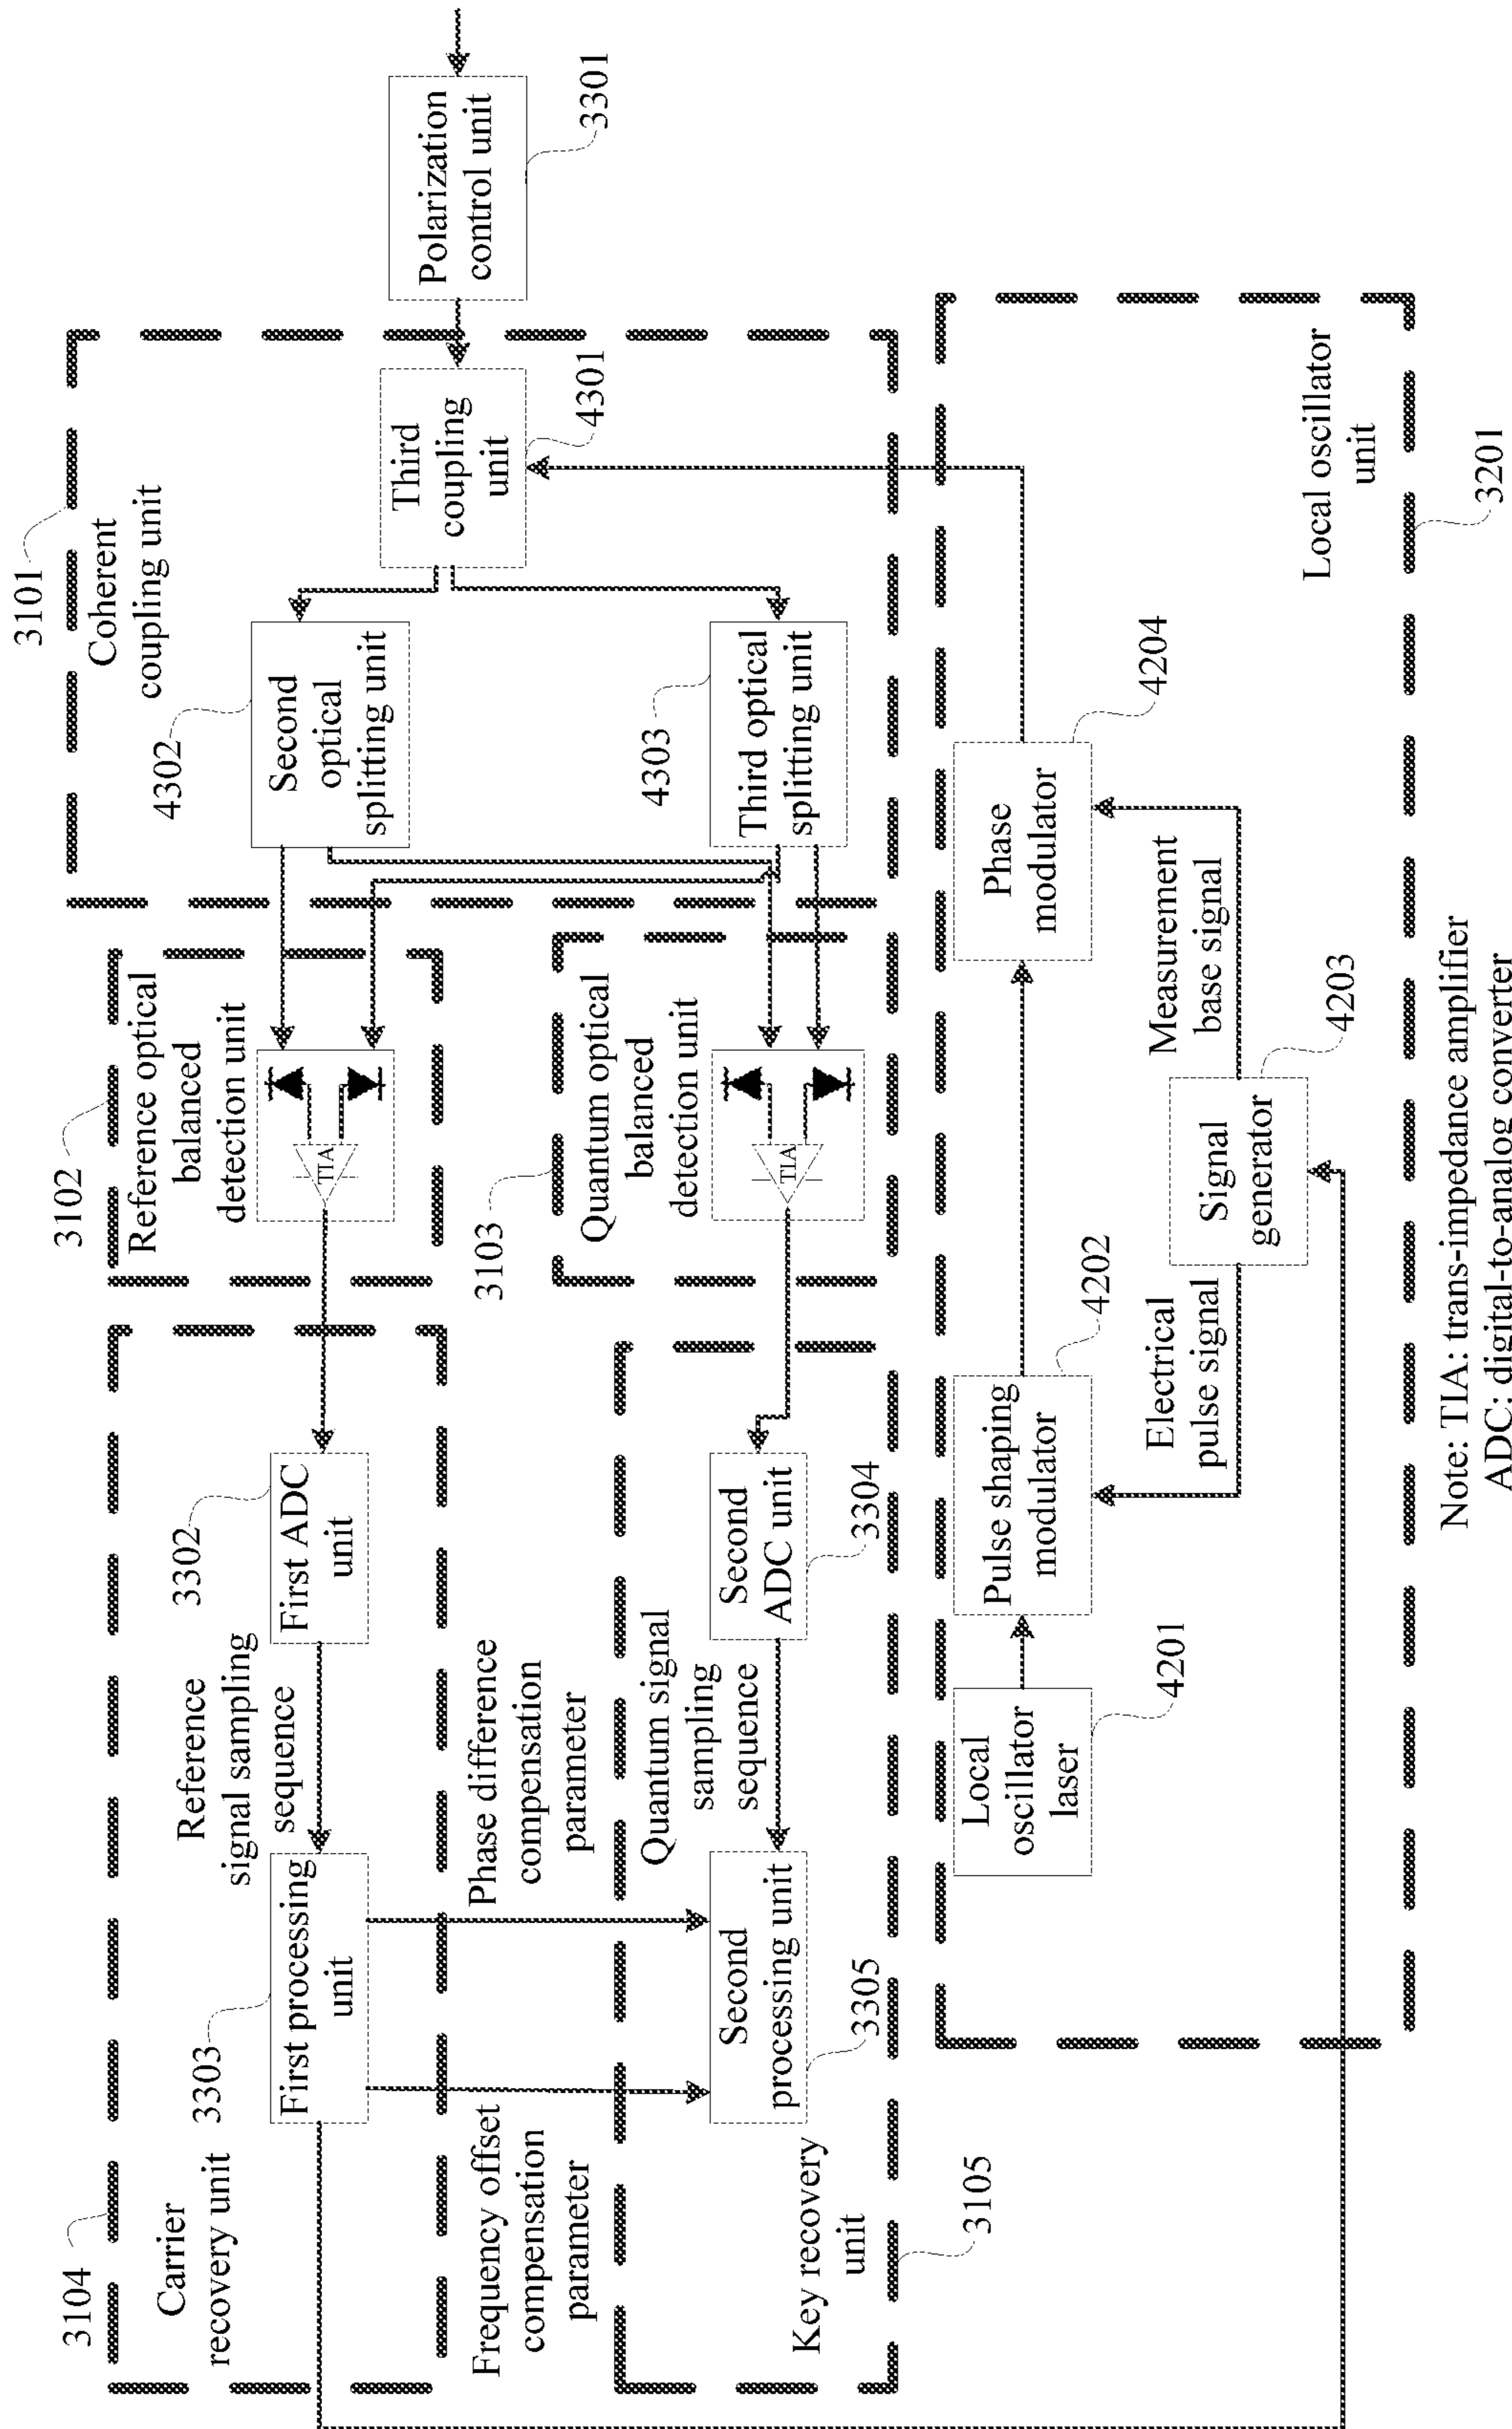 3104
Carrier
recovery unit
3303
First processing
unit
Reference
signal sampling
sequence
3302
First ADC
unit
3102
Reference optical
balanced
detection unit
TIA
3101
Coherent
coupling unit
4302
Second
optical
splitting unit
Third
coupling
unit
4301
Polarization
control unit
3301
Frequency offset
compensation
parameter
Phase difference
compensation
parameter
3103
Quantum optical
balanced
detection unit
TIA
4303
Third optical
splitting unit
Key recovery
unit
3105
Second
processing unit
3305
Quantum signal
sampling
sequence
Second
ADC unit
3304
Local
oscillator
laser
4201
Pulse shaping
modulator
4202
Phase
modulator
4204
Electrical
pulse signal
Signal
generator
4203
Measurement
base signal
Local oscillator
unit
3201
Note: TIA: trans-impedance amplifier
ADC: digital-to-analog converter